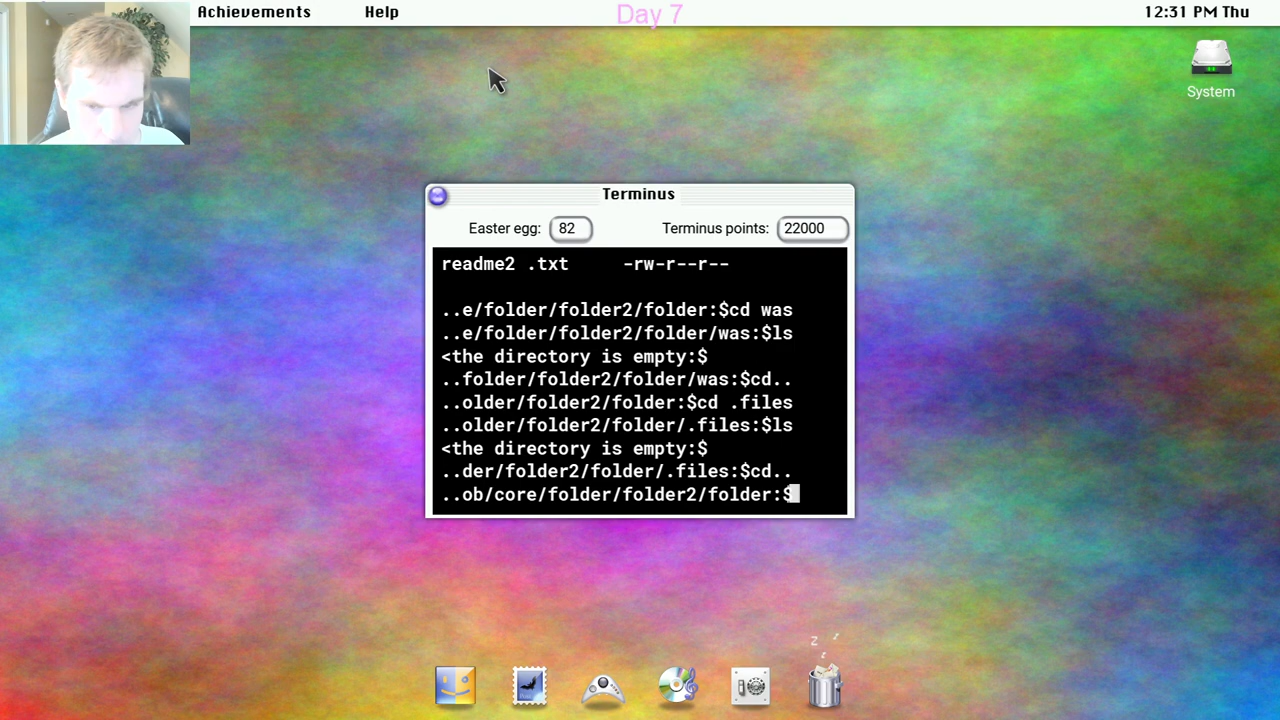 Achievements Help Day 7 12:31 PM Thu
System
Terminus
Easter egg: 82 Terminus points: 22000
readme2 .txt -rw-r--r--
..e/folder/folder2/folder:$cd was
..e/folder/folder2/folder/was:$ls
<the directory is empty:$
..folder/folder2/folder/was:$cd..
..older/folder2/folder:$cd .files
..older/folder2/folder/.files:$ls
<the directory is empty:$
..der/folder2/folder/.files:$cd..
..ob/core/folder/folder2/folder:$
z z
z